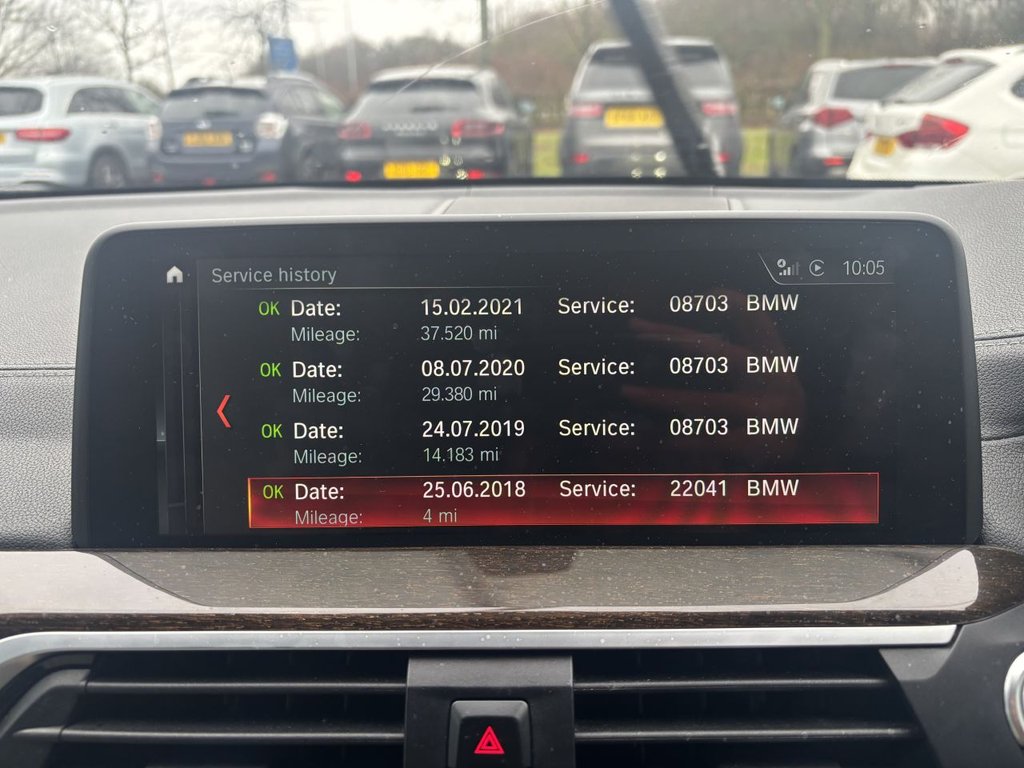 Service history 10:05
OK Date: 15.02.2021 Service: 08703 BMW
Mileage: 37.520 mi
OK Date: 08.07.2020 Service: 08703 BMW
Mileage: 29.380 mi
OK Date: 24.07.2019 Service: 08703 BMW
Mileage: 14.183 mi
OK Date: 25.06.2018 Service: 22041 BMW
Mileage: 4 mi